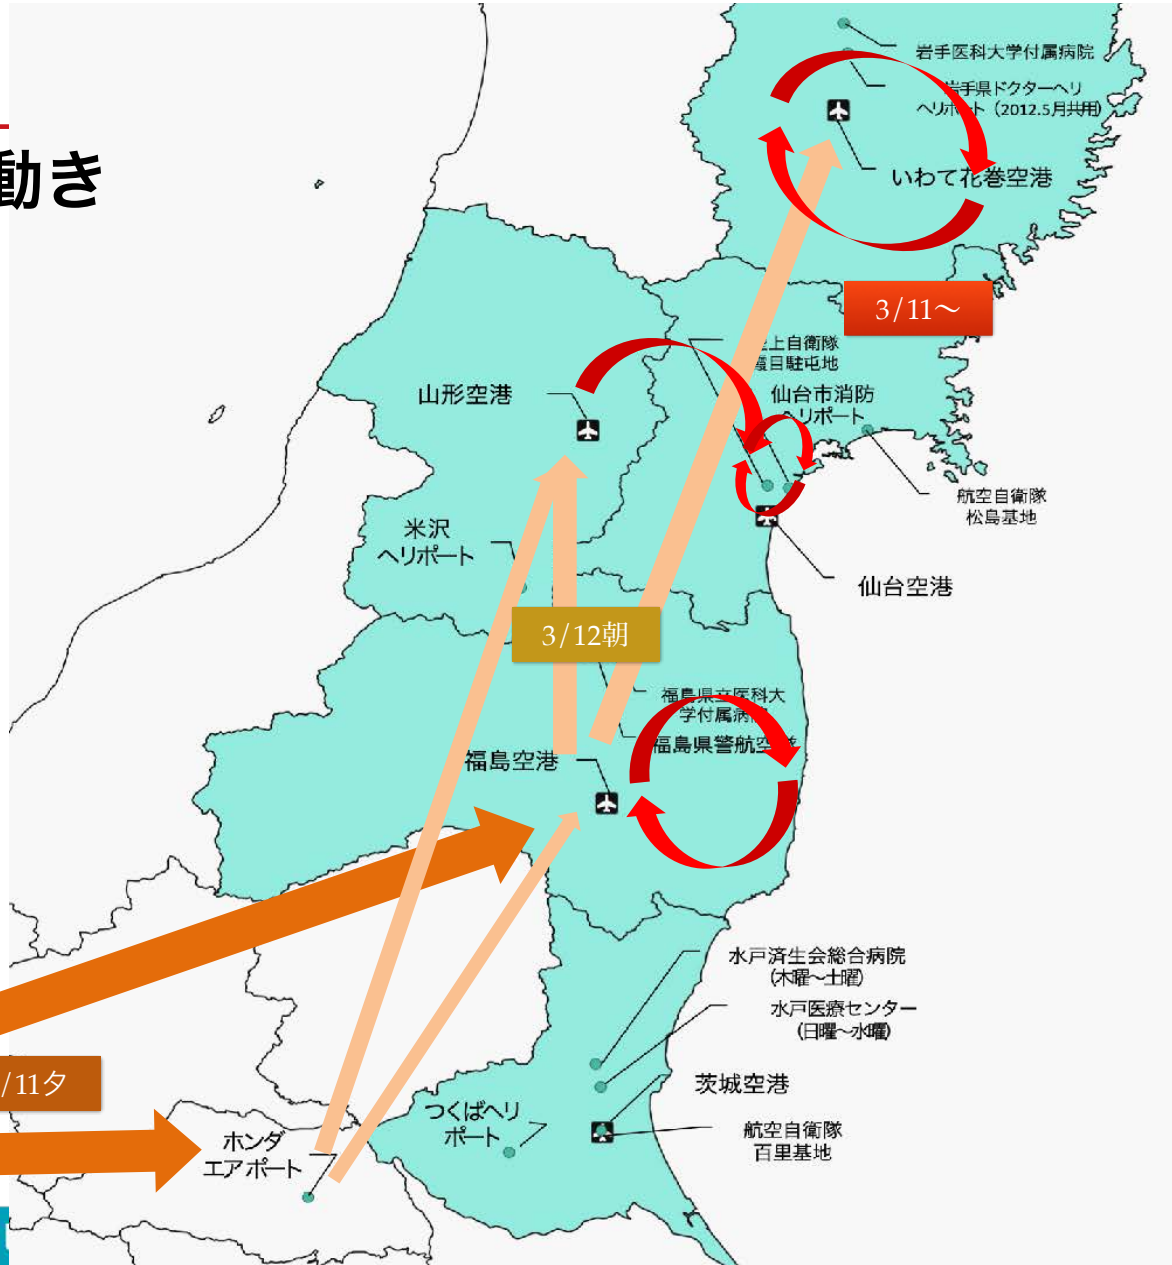 動き
岩手医科大学付属病院
岩手県ドクターヘリ
ヘリポート（2012.5月共用）
いわて花巻空港
3/11～
上自衛隊
霞目駐屯地
山形空港
仙台市消防
ヘリポート
航空自衛隊
松島基地
米沢
ヘリポート
仙台空港
3/12朝
福島県立医科大
学付属病院
福島県警航空隊
福島空港
水戸済生会総合病院
(木曜～土曜)
水戸医療センター
(日曜～水曜)
/11夕
茨城空港
つくばヘリ
ポート
航空自衛隊
百里基地
ホンダ
エアポート